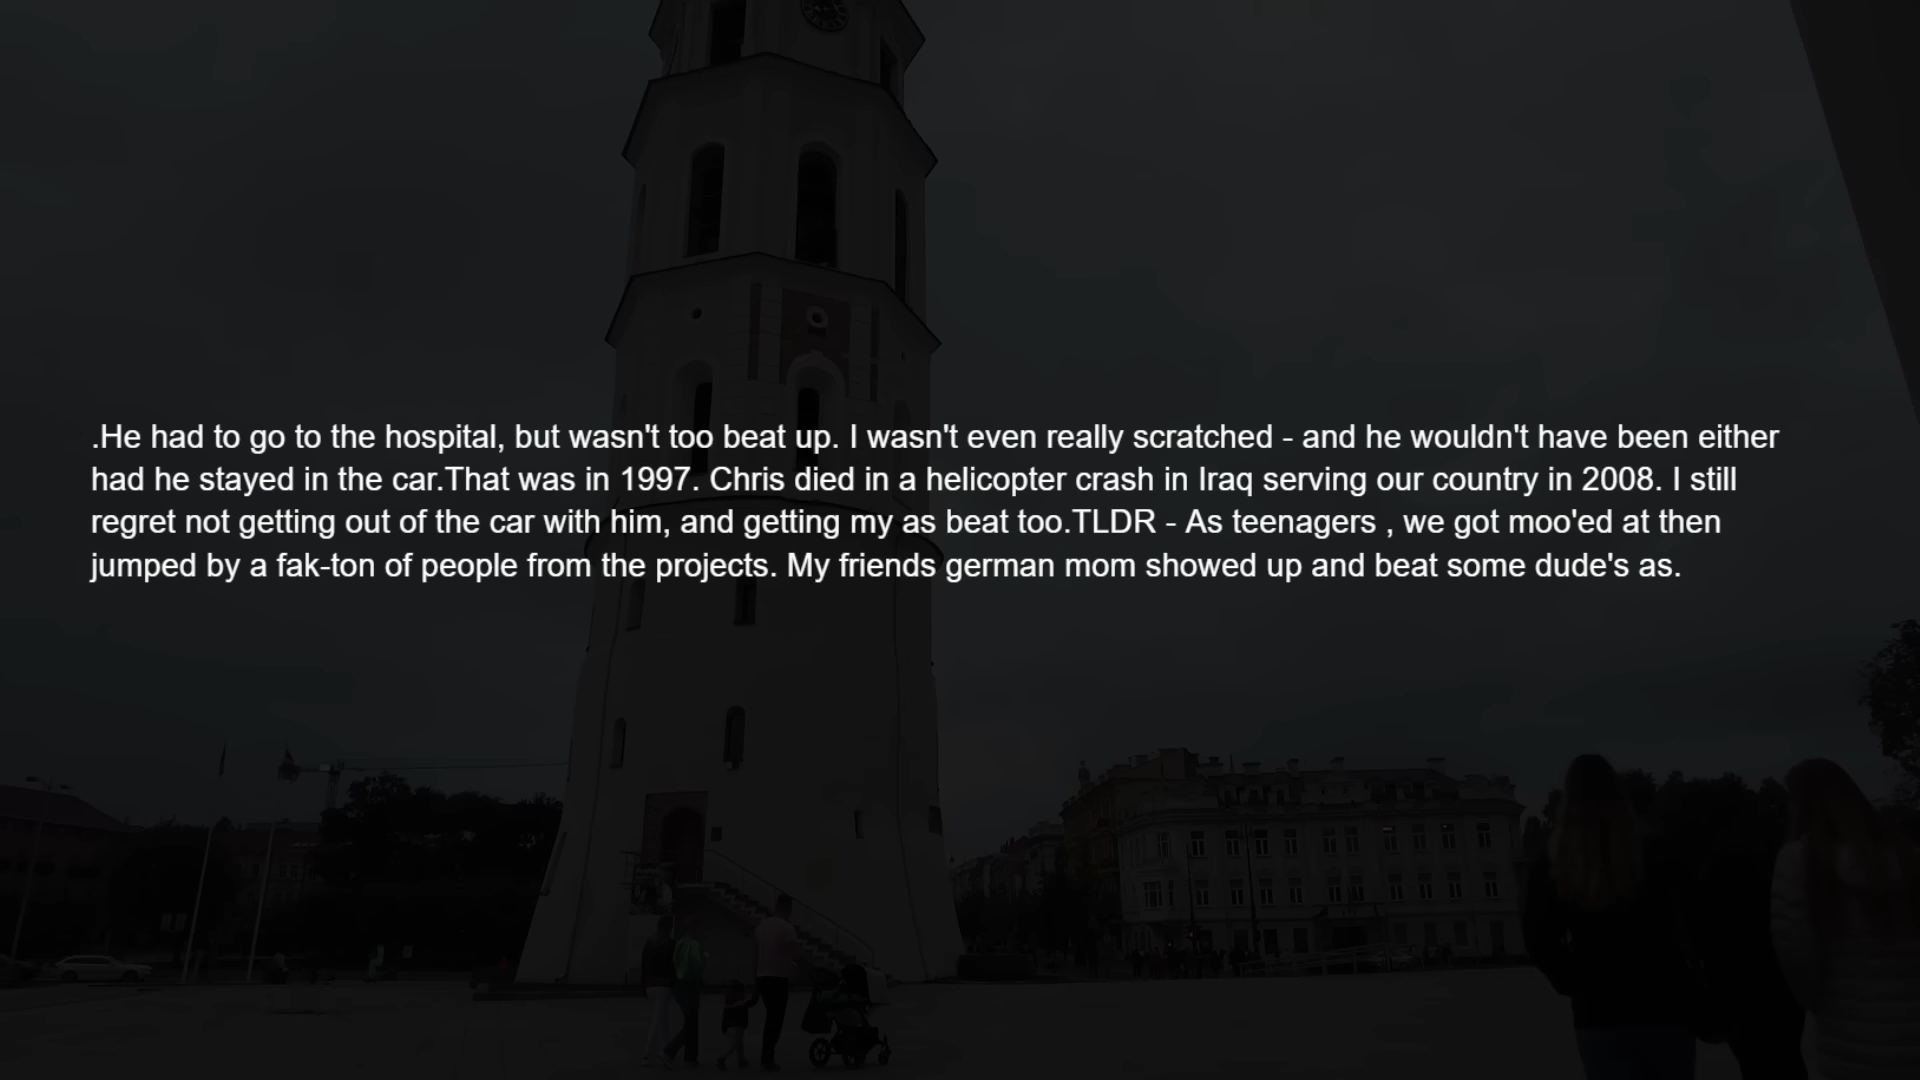 .He had to go to the hospital, but wasn't too beat up. I wasn't even really scratched - and he wouldn't have been either
had he stayed in the car.That was in 1997. Chris died in a helicopter crash in Iraq serving our country in 2008. I still
regret not getting out of the car with him, and getting my as beat too.TLDR - As teenagers , we got moo'ed at then
jumped by a fak-ton of people from the projects. My friends german mom showed up and beat some dude's as.